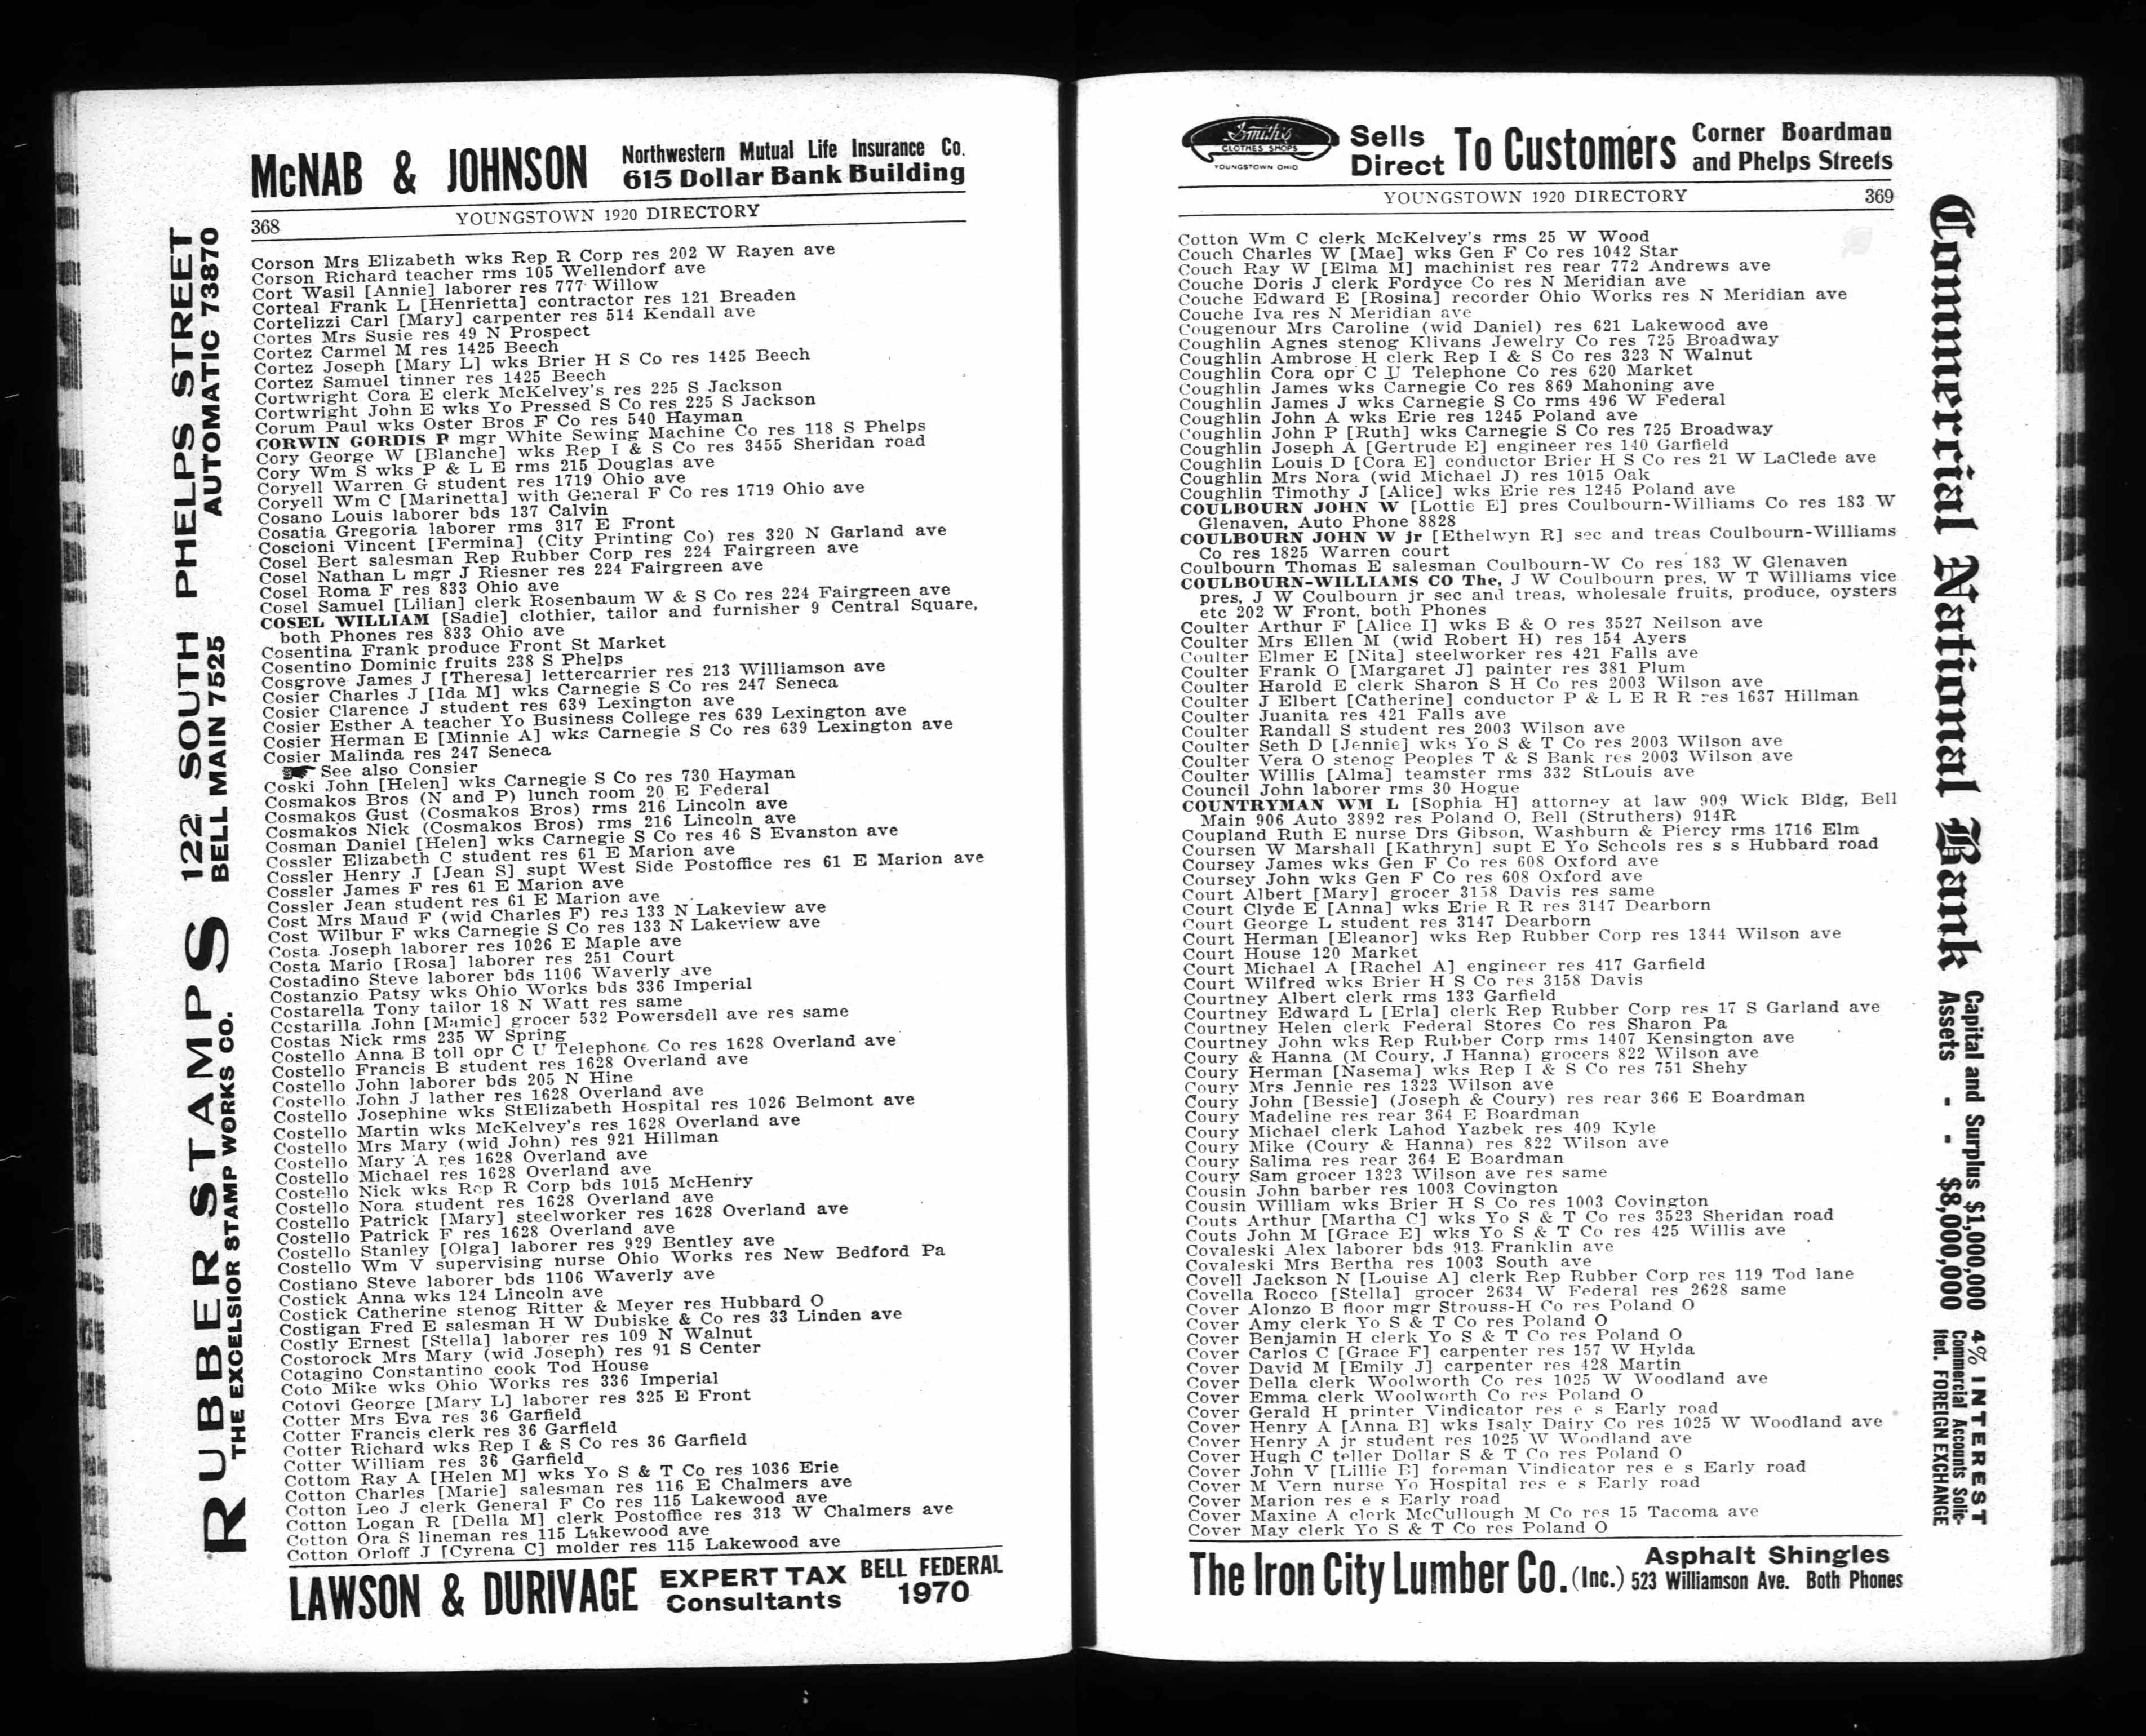 McNAB & JOHNSON Northwestern Mutual Life Insurance Co.
615 Dollar Bank Building
368 YOUNGSTOWN 1920 DIRECTORY
Corson Mrs Elizabeth wks Rep R Corp res 202 W Rayen ave
Corson Richard teacher rms 105 Wellendorf ave
Cort Wasil [Annie] laborer res 777 Willow
Corteal Frank L [Henrietta] contractor res 121 Breaden
Cortelizzi Carl [Mary] carpenter res 514 Kendall ave
Cortes Mrs Susie res 49 N Prospect
Cortez Carmel M res 1425 Beech
Cortez Joseph [Mary L] wks Brier H S Co res 1425 Beech
Cortez Samuel tinner res 1425 Beech
Cortwright Cora E clerk McKelvey's res 225 S Jackson
Cortwright John E wks Yo Pressed S Co res 225 S Jackson
Corum Paul wks Oster Bros F Co res 540 Hayman
CORWIN GORDIS P mgr White Sewing Machine Co res 118 S Phelps
Cory George W [Blanche] wks Rep I & S Co res 3455 Sheridan road
Cory Wm S wks P & L E rms 215 Douglas ave
Coryell Warren G student res 1719 Ohio ave
Coryell Wm C [Marinetta] with General F Co res 1719 Ohio ave
Cosano Louis laborer bds 137 Calvin
Cosatia Gregoria laborer rms 317 E Front
Coscioni Vincent [Fermina] (City Printing Co) res 320 N Garland ave
Cosel Bert salesman Rep Rubber Corp res 224 Fairgreen ave
Cosel Nathan L mgr J Riesner res 224 Fairgreen ave
Cosel Roma F res 833 Ohio ave
Cosel Samuel [Lilian] clerk Rosenbaum W & S Co res 224 Fairgreen ave
COSEL WILLIAM [Sadie] clothier, tailor and furnisher 9 Central Square,
both Phones res 833 Ohio ave
Cosentina Frank produce Front St Market
Cosentino Dominic fruits 238 S Phelps
Cosgrove James J [Theresa] lettercarrier res 213 Williamson ave
Cosier Charles J [Ida M] wks Carnegie S Co res 247 Seneca
Cosier Clarence J student res 639 Lexington ave
Cosier Esther A teacher Yo Business College res 639 Lexington ave
Cosier Herman E [Minnie A] wks Carnegie S Co res 639 Lexington ave
Cosier Malinda res 247 Seneca
See also Consier
Coski John [Helen] wks Carnegie S Co res 730 Hayman
Cosmakos Bros (N and P) lunch room 20 E Federal
Cosmakos Gust (Cosmakos Bros) rms 216 Lincoln ave
Cosmakos Nick (Cosmakos Bros) rms 216 Lincoln ave
Cosman Daniel [Helen] wks Carnegie S Co res 46 S Evanston ave
Cossler Elizabeth C student res 61 E Marion ave
Cossler Henry J [Jean S] supt West Side Postoffice res 61 E Marion ave
Cossler James F res 61 E Marion ave
Cossler Jean student res 61 E Marion ave
Cost Mrs Maud F (wid Charles F) res 133 N Lakeview ave
Cost Wilbur F wks Carnegie S Co res 133 N Lakeview ave
Costa Joseph laborer res 1026 E Maple ave
Costa Mario [Rosa] laborer res 251 Court
Costadino Steve laborer bds 1106 Waverly ave
Costanzio Patsy wks Ohio Works bds 336 Imperial
Costarella Tony tailor 18 N Watt res same
Costarilla John [Mamie] grocer 532 Powersdell ave res same
Costas Nick rms 235 W Spring
Costello Anna B toll opr C U Telephone Co res 1628 Overland ave
Costello Francis B student res 1628 Overland ave
Costello John laborer bds 205 N Hine
Costello John J lather res 1628 Overland ave
Costello Josephine wks StElizabeth Hospital res 1026 Belmont ave
Costello Martin wks McKelvey's res 1628 Overland ave
Costello Mrs Mary (wid John) res 921 Hillman
Costello Mary A res 1628 Overland ave
Costello Michael res 1628 Overland ave
Costello Nick wks Rep R Corp bds 1015 McHenry
Costello Nora student res 1628 Overland ave
Costello Patrick [Mary] steelworker res 1628 Overland ave
Costello Patrick F res 1628 Overland ave
Costello Stanley [Olga] laborer res 929 Bentley ave
Costello Wm V supervising nurse Ohio Works res New Bedford Pa
Costiano Steve laborer bds 1106 Waverly ave
Costick Anna wks 124 Lincoln ave
Costick Catherine stenog Ritter & Meyer res Hubbard O
Costigan Fred E salesman H W Dubiske & Co res 33 Linden ave
Costly Ernest [Stella] laborer res 109 N Walnut
Costorock Mrs Mary (wid Joseph) res 91 S Center
Cotagino Constantino cook Tod House
Coto Mike wks Ohio Works res 336 Imperial
Cotovi George [Mary L] laborer res 325 E Front
Cotter Mrs Eva res 36 Garfield
Cotter Francis clerk res 36 Garfield
Cotter Richard wks Rep I & S Co res 36 Garfield
Cotter William res 36 Garfield
Cottom Ray A [Helen M] wks Yo S & T Co res 1036 Erie
Cotton Charles [Marie] salesman res 116 E Chalmers ave
Cotton Leo J clerk General F Co res 115 Lakewood ave
Cotton Logan R [Della M] clerk Postoffice res 313 W Chalmers ave
Cotton Ora S lineman res 115 Lakewood ave
Cotton Orloff J [Cyrena C] molder res 115 Lakewood ave
LAWSON & DURIVAGE EXPERT TAX Consultants BELL FEDERAL 1970
RUBBER STAMPS 122 SOUTH PHELPS STREET
THE EXCELSIOR STAMP WORKS CO. BELL MAIN 7525 AUTOMATIC 73870
Smith's CLOTHES SHOPS YOUNGSTOWN OHIO
Sells Direct To Customers Corner Boardman and Phelps Streets
YOUNGSTOWN 1920 DIRECTORY 369
Cotton Wm C clerk McKelvey's rms 25 W Wood
Couch Charles W [Mae] wks Gen F Co res 1042 Star
Couch Ray W [Elma M] machinist res rear 772 Andrews ave
Couche Doris J clerk Fordyce Co res N Meridian ave
Couche Edward E [Rosina] recorder Ohio Works res N Meridian ave
Couche Iva res N Meridian ave
Cougenour Mrs Caroline (wid Daniel) res 621 Lakewood ave
Coughlin Agnes stenog Klivans Jewelry Co res 725 Broadway
Coughlin Ambrose H clerk Rep I & S Co res 323 N Walnut
Coughlin Cora opr C U Telephone Co res 620 Market
Coughlin James wks Carnegie Co res 869 Mahoning ave
Coughlin James J wks Carnegie S Co rms 496 W Federal
Coughlin John A wks Erie res 1245 Poland ave
Coughlin John P [Ruth] wks Carnegie S Co res 725 Broadway
Coughlin Joseph A [Gertrude E] engineer res 140 Garfield
Coughlin Louis D [Cora E] conductor Brier H S Co res 21 W LaClede ave
Coughlin Mrs Nora (wid Michael J) res 1015 Oak
Coughlin Timothy J [Alice] wks Erie res 1245 Poland ave
COULBOURN JOHN W [Lottie E] pres Coulbourn-Williams Co res 183 W
Glenaven, Auto Phone 8828
COULBOURN JOHN W jr [Ethelwyn R] sec and treas Coulbourn-Williams
Co res 1825 Warren court
Coulbourn Thomas E salesman Coulbourn-W Co res 183 W Glenaven
COULBOURN-WILLIAMS CO The, J W Coulbourn pres, W T Williams vice
pres, J W Coulbourn jr sec and treas, wholesale fruits, produce, oysters
etc 202 W Front, both Phones
Coulter Arthur F [Alice I] wks B & O res 3527 Neilson ave
Coulter Mrs Ellen M (wid Robert H) res 154 Ayers
Coulter Elmer E [Nita] steelworker res 421 Falls ave
Coulter Frank O [Margaret J] painter res 381 Plum
Coulter Harold E clerk Sharon S H Co res 2003 Wilson ave
Coulter J Elbert [Catherine] conductor P & L E R R res 1637 Hillman
Coulter Juanita res 421 Falls ave
Coulter Randall S student res 2003 Wilson ave
Coulter Seth D [Jennie] wks Yo S & T Co res 2003 Wilson ave
Coulter Vera O stenog Peoples T & S Bank res 2003 Wilson ave
Coulter Willis [Alma] teamster rms 332 StLouis ave
Council John laborer rms 30 Hogue
COUNTRYMAN WM L [Sophia H] attorney at law 909 Wick Bldg, Bell
Main 906 Auto 3892 res Poland O, Bell (Struthers) 914R
Coupland Ruth E nurse Drs Gibson, Washburn & Piercy rms 1716 Elm
Coursen W Marshall [Kathryn] supt E Yo Schools res s s Hubbard road
Coursey James wks Gen F Co res 608 Oxford ave
Coursey John wks Gen F Co res 608 Oxford ave
Court Albert [Mary] grocer 3158 Davis res same
Court Clyde E [Anna] wks Erie R R res 3147 Dearborn
Court George L student res 3147 Dearborn
Court Herman [Eleanor] wks Rep Rubber Corp res 1344 Wilson ave
Court House 120 Market
Court Michael A [Rachel A] engineer res 417 Garfield
Court Wilfred wks Brier H S Co res 3158 Davis
Courtney Albert clerk rms 133 Garfield
Courtney Edward L [Erla] clerk Rep Rubber Corp res 17 S Garland ave
Courtney Helen clerk Federal Stores Co res Sharon Pa
Courtney John wks Rep Rubber Corp rms 1407 Kensington ave
Coury & Hanna (M Coury, J Hanna) grocers 822 Wilson ave
Coury Herman [Nasema] wks Rep I & S Co res 751 Shehy
Coury Mrs Jennie res 1323 Wilson ave
Coury John [Bessie] (Joseph & Coury) res rear 366 E Boardman
Coury Madeline res rear 364 E Boardman
Coury Michael clerk Lahod Yazbek res 409 Kyle
Coury Mike (Coury & Hanna) res 822 Wilson ave
Coury Salima res rear 364 E Boardman
Coury Sam grocer 1323 Wilson ave res same
Cousin John barber res 1003 Covington
Cousin William wks Brier H S Co res 1003 Covington
Couts Arthur [Martha C] wks Yo S & T Co res 3523 Sheridan road
Couts John M [Grace E] wks Yo S & T Co res 425 Willis ave
Covaleski Alex laborer bds 913 Franklin ave
Covaleski Mrs Bertha res 1003 South ave
Covell Jackson N [Louise A] clerk Rep Rubber Corp res 119 Tod lane
Covella Rocco [Stella] grocer 2634 W Federal res 2628 same
Cover Alonzo B floor mgr Strouss-H Co res Poland O
Cover Amy clerk Yo S & T Co res Poland O
Cover Benjamin H clerk Yo S & T Co res Poland O
Cover Carlos C [Grace F] carpenter res 157 W Hylda
Cover David M [Emily J] carpenter res 428 Martin
Cover Della clerk Woolworth Co res 1025 W Woodland ave
Cover Emma clerk Woolworth Co res Poland O
Cover Gerald H printer Vindicator res e s Early road
Cover Henry A [Anna B] wks Isaly Dairy Co res 1025 W Woodland ave
Cover Henry A jr student res 1025 W Woodland ave
Cover Hugh C teller Dollar S & T Co res Poland O
Cover John V [Lillie B] foreman Vindicator res e s Early road
Cover M Vern nurse Yo Hospital res e s Early road
Cover Marion res e s Early road
Cover Maxine A clerk McCullough M Co res 15 Tacoma ave
Cover May clerk Yo S & T Co res Poland O
The Iron City Lumber Co. (Inc.) Asphalt Shingles
523 Williamson Ave. Both Phones
Commercial National Bank
Capital and Surplus $1,000,000
Assets - - $8,000,000
4% INTEREST
Commercial Accounts Solic-
ited. FOREIGN EXCHANGE